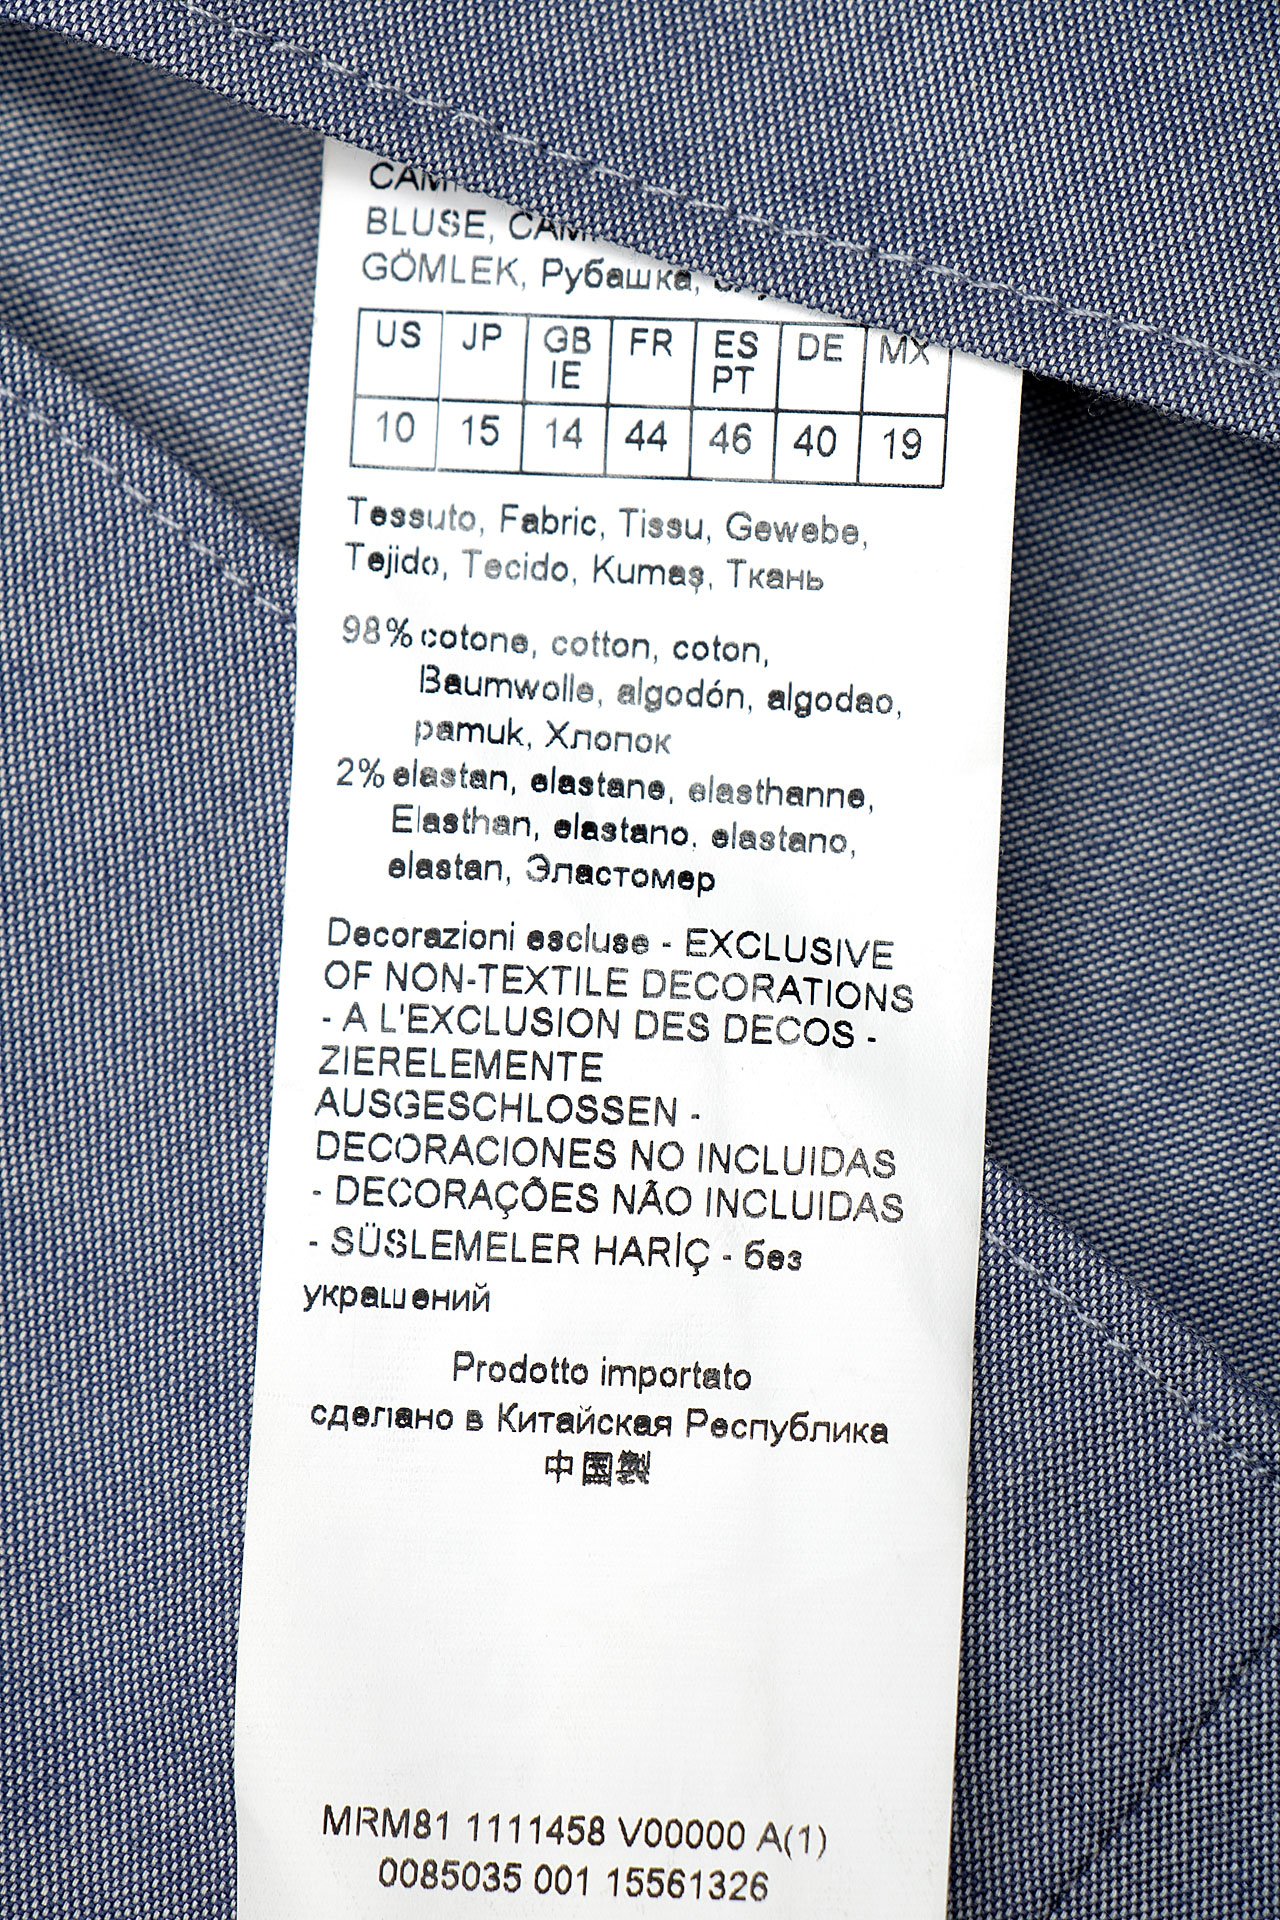 BLUSE,
GÖMLEK, Рубашка,
US JP GB IE FR ES PT DE MX
10 15 14 44 46 40 19
Tessuto, Fabric, Tissu, Gewebe,
Tejido, Tecido, Kumaş, Ткань
98% cotone, cotton, coton,
Baumwolle, algodón, algodao,
pamuk, Хлопок
2% elastan, elastane, elasthanne,
Elasthan, elastano, elastano,
elastan, Эластомер
Decorazioni escluse - EXCLUSIVE
OF NON-TEXTILE DECORATIONS
- A L'EXCLUSION DES DECOS -
ZIERELEMENTE
AUSGESCHLOSSEN -
DECORACIONES NO INCLUIDAS
- DECORAÇÕES NÃO INCLUIDAS
- SÜSLEMELER HARİÇ - без
украшений
Prodotto importato
сделано в Китайская Республика
中国製
MRM81 1111458 V00000 A(1)
0085035 001 15561326